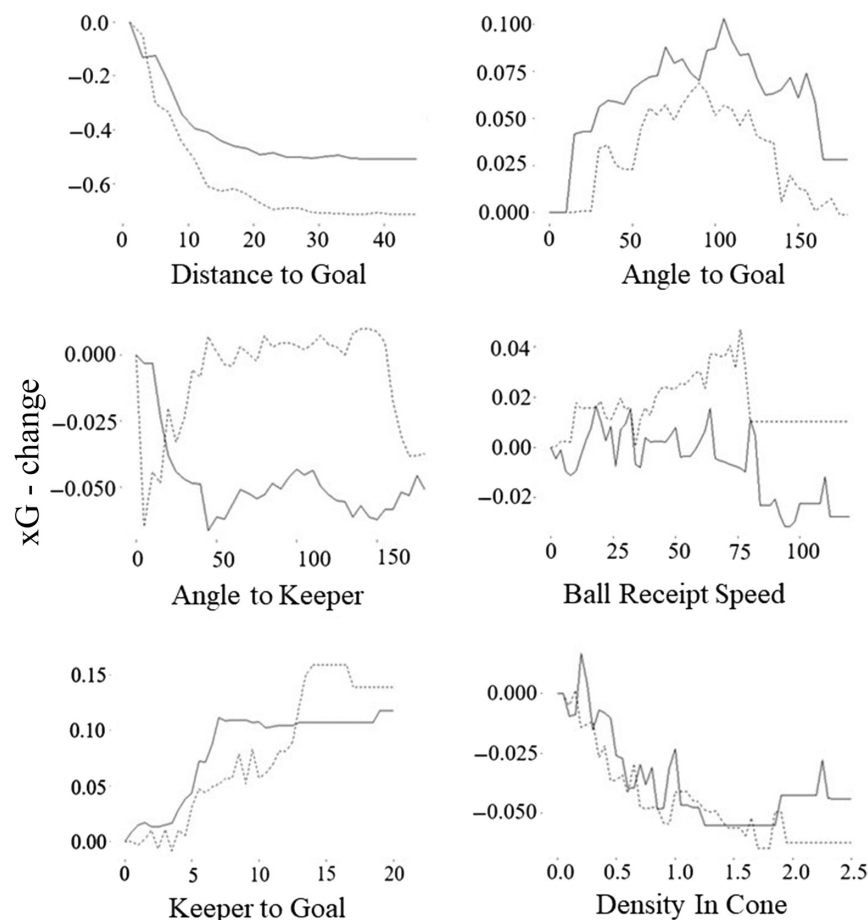 0.0
−0.2
−0.4
−0.6
0 10 20 30 40
Distance to Goal
0.100
0.075
0.050
0.025
0.000
0 50 100 150
Angle to Goal
xG - change
0.000
−0.025
−0.050
0 50 100 150
Angle to Keeper
0.04
0.02
0.00
−0.02
0 25 50 75 100
Ball Receipt Speed
0.15
0.10
0.05
0.00
0 5 10 15 20
Keeper to Goal
0.000
−0.025
−0.050
0.0 0.5 1.0 1.5 2.0 2.5
Density In Cone